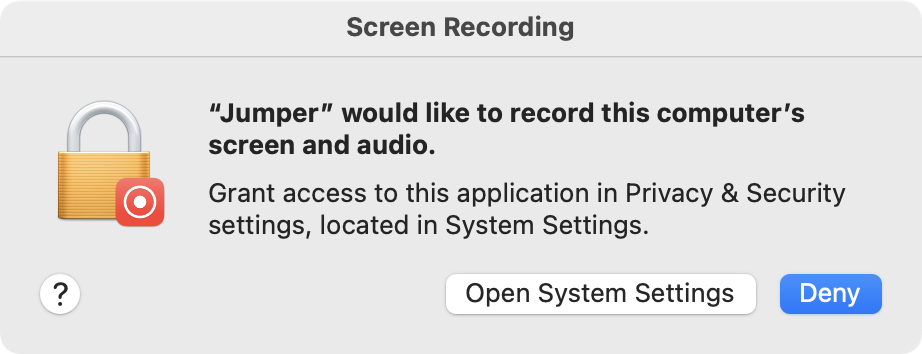 Screen Recording
“Jumper” would like to record this computer’s
screen and audio.
Grant access to this application in Privacy & Security
settings, located in System Settings.
?
Open System Settings
Deny